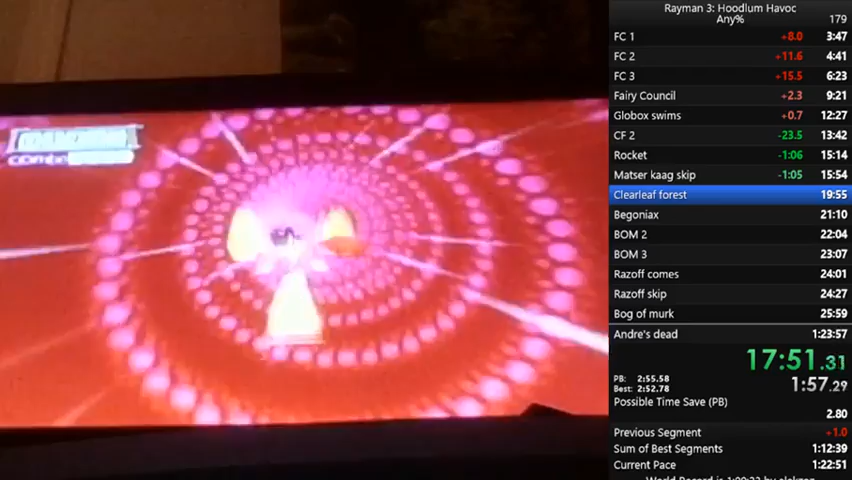 Rayman 3: Hoodlum Havoc
Any% 179
FC 1 +8.0 3:47
FC 2 +11.6 4:41
FC 3 +15.5 6:23
Fairy Council +2.3 9:21
Globox swims +0.7 12:27
CF 2 -23.5 13:42
Rocket -1:06 15:14
Matser kaag skip -1:05 15:54
Clearleaf forest 19:55
Begoniax 21:10
BOM 2 22:04
BOM 3 23:07
Razoff comes 24:01
Razoff skip 24:27
Bog of murk 25:59
Andre's dead 1:23:57
17:51.31
PB: 2:55.58
Best: 2:52.78
1:57.29
Possible Time Save (PB)
2.80
Previous Segment +1.0
Sum of Best Segments 1:12:39
Current Pace 1:22:51
combo